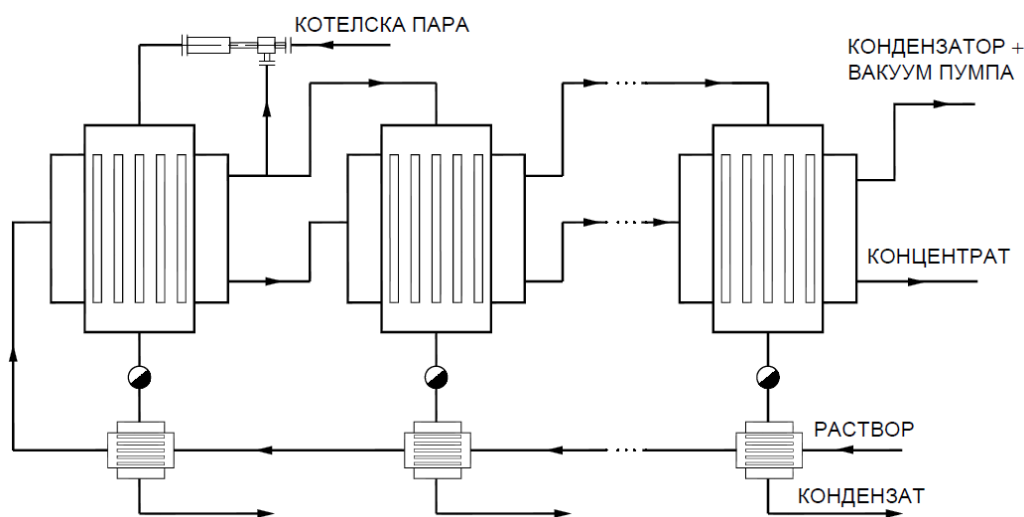 КОТЕЛСКА ПАРА
КОНДЕНЗАТОР +
ВАКУУМ ПУМПА
КОНЦЕНТРАТ
РАСТВОР
КОНДЕНЗАТ